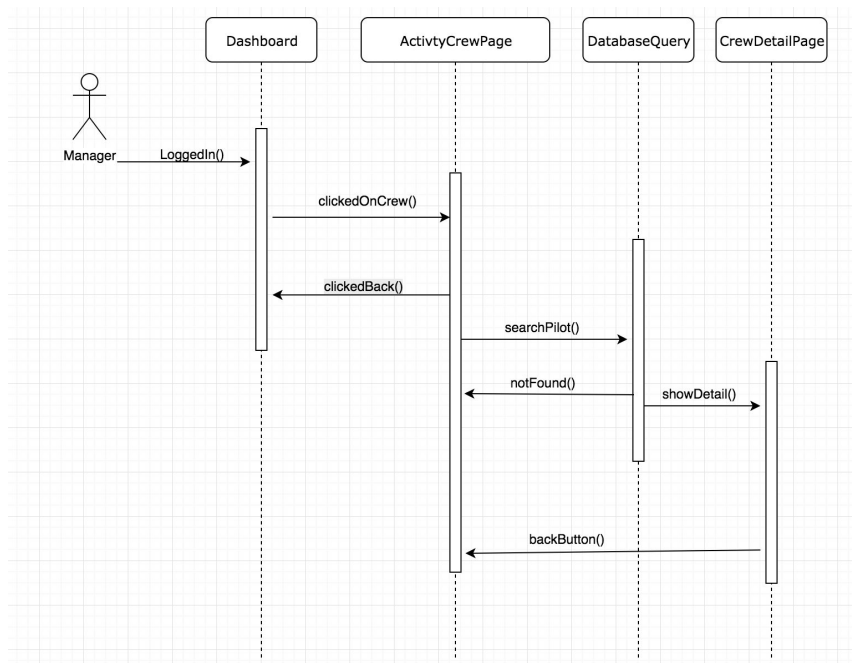 Dashboard
ActivtyCrewPage
DatabaseQuery
CrewDetailPage
Manager
LoggedIn()
clickedOnCrew()
clickedBack()
searchPilot()
notFound()
showDetail()
backButton()